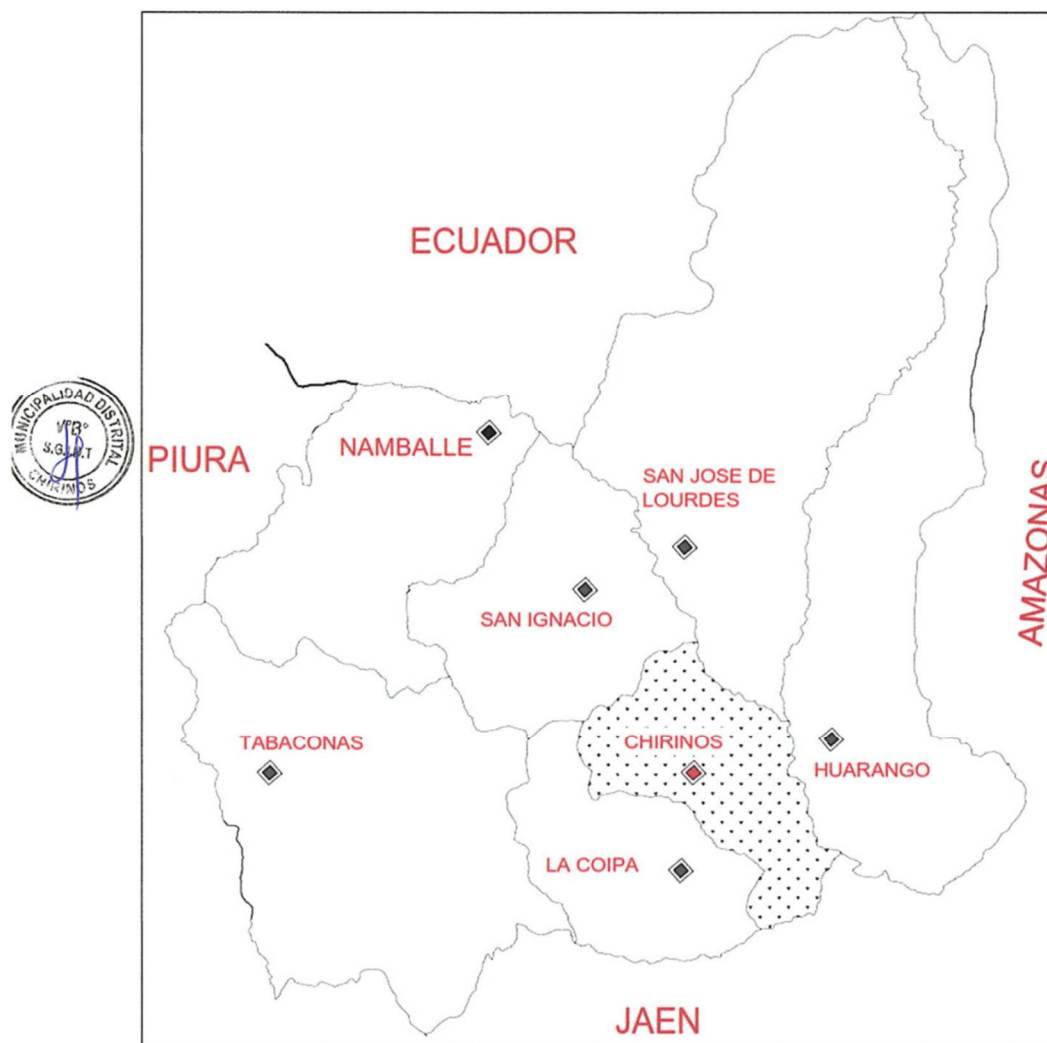 ECUADOR
MUNICIPALIDAD DISTRITAL
V°B°
S.G.I.M.T
CHIRINOS
PIURA
NAMBALLE
SAN JOSE DE
LOURDES
AMAZONAS
SAN IGNACIO
TABACONAS
CHIRINOS
HUARANGO
LA COIPA
JAEN